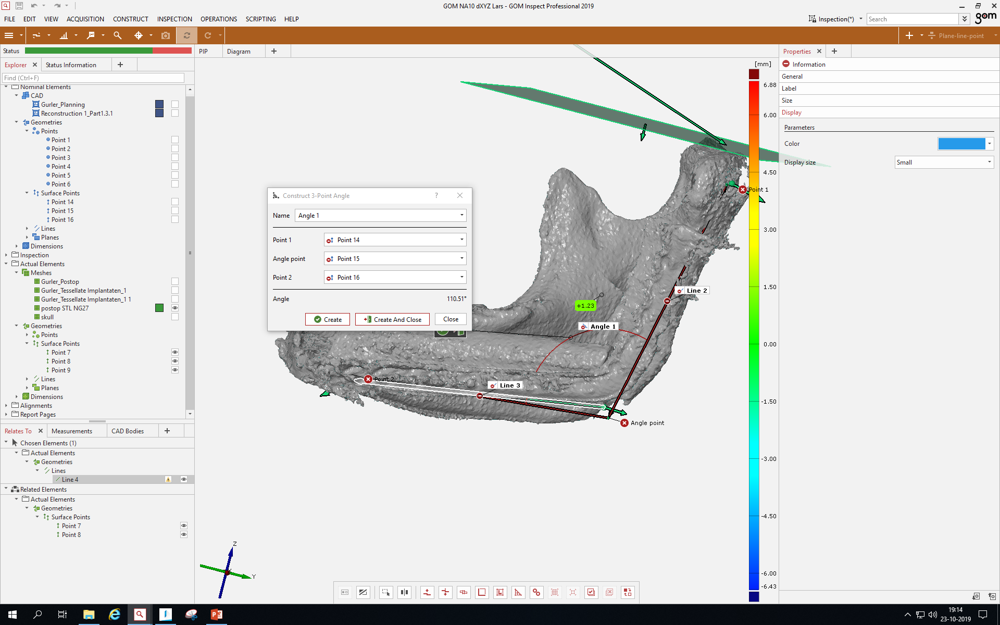 GOM NA10 dXYZ Lars - GOM Inspect Professional 2019
FILE EDIT VIEW ACQUISITION CONSTRUCT INSPECTION OPERATIONS SCRIPTING HELP
Inspection(*) Search gom
Plane-line-point
Status PIP Diagram
Properties
Explorer Status Information
Information
Find (Ctrl+F)
General
Label
Size
Display
Parameters
Color
Display size Small
Nominal Elements
CAD
Gurler_Planning
Reconstruction 1_Part1.3.1
Geometries
Points
Point 1
Point 2
Point 3
Point 4
Point 5
Point 6
Surface Points
Point 14
Point 15
Point 16
Lines
Planes
Dimensions
Inspection
Actual Elements
Meshes
Gurler_Postop
Gurler_Tessellate Implantaten_1
Gurler_Tessellate Implantaten_1 1
postop STL NG27
skull
Geometries
Points
Surface Points
Point 7
Point 8
Point 9
Lines
Planes
Dimensions
Alignments
Report Pages
Relates To Measurements CAD Bodies
Chosen Elements (1)
Actual Elements
Geometries
Lines
Line 4
Related Elements
Actual Elements
Geometries
Surface Points
Point 7
Point 8
Construct 3-Point Angle ?
Name Angle 1
Point 1 Point 14
Angle point Point 15
Point 2 Point 16
Angle 110.51°
Create Create And Close Close
Point 1
Line 2
+1.23
Angle 1
Point 2
Line 3
Angle point
[mm]
6.88
6.00
4.50
3.00
1.50
0.00
-1.50
-3.00
-4.50
-6.00
-6.43
Z
Y
19:14
23-10-2019